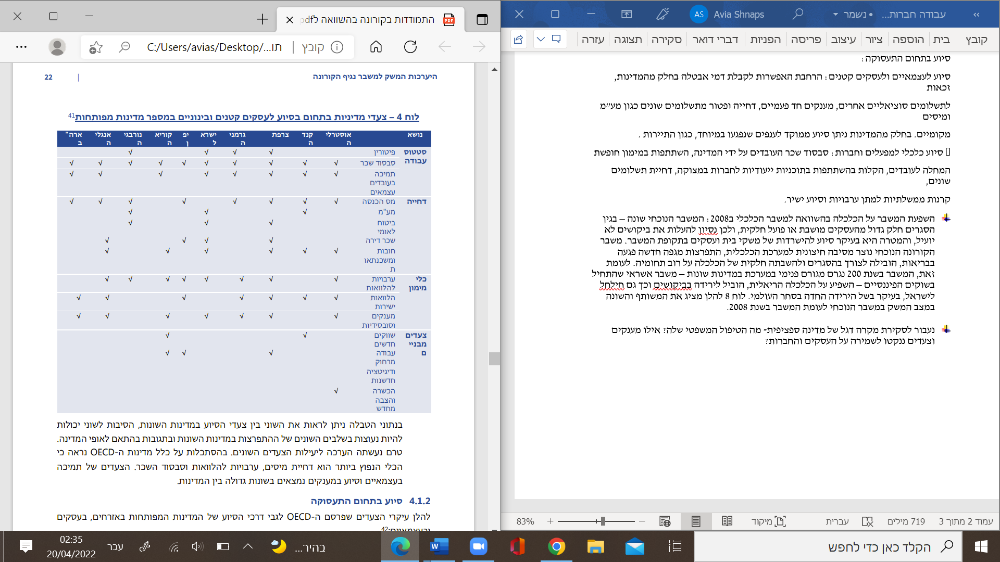 עבודה חברות... • נשמר
Avia Shnaps
AS
קובץ בית הוספה ציור עיצוב פריסה הפניות דברי דואר סקירה תצוגה עזרה
סיוע בתחום התעסוקה:
סיוע לעצמאיים ולעסקים קטנים: הרחבת האפשרות לקבלת דמי אבטלה בחלק מהמדינות,
זכאות
לתשלומים סוציאליים אחרים, מענקים חד פעמיים, דחייה ופטור מתשלומים שונים כגון מע"מ
ומיסים
מקומיים. בחלק מהמדינות ניתן סיוע ממוקד לענפים שנפגעו במיוחד, כגון התיירות .
סיוע כלכלי למפעלים וחברות: סבסוד שכר העובדים על ידי המדינה, השתתפות במימון חופשת
המחלה לעובדים, הקלות בהשתתפות בתוכניות ייעודיות לחברות במצוקה, דחיית תשלומים
שונים,
קרנות ממשלתיות למתן ערבויות וסיוע ישיר.
השפעת המשבר על הכלכלה בהשוואה למשבר הכלכלי ב2008: המשבר הנוכחי שונה – בגין
הסגרים חלק גדול מהעסקים מושבת או פועל חלקית, ולכן נסיון להעלות את ביקושים לא
יועיל, והמטרה היא בעיקר סיוע להישרדות של משקי בית ועסקים בתקופת המשבר. משבר
הקורונה הנוכחי נוצר מסיבה חיצונית למערכת הכלכלית, התפרצות מגפה חדשה פגעה
בבריאות, הובילה לצורך בהסגרים ולהשבתה חלקית של הכלכלה על רוב תחומיה. לעומת
זאת, המשבר בשנת 200 נגרם מגורם פנימי במערכת במדינות שונות – משבר אשראי שהתחיל
בשוקים הפיננסיים – השפיע על הכלכלה הריאלית, הוביל לירידה בביקושים וכך גם חילחל
לישראל, בעיקר בשל הירידה החדה בסחר העולמי. לוח 8 להלן מציג את המשותף והשונה
במצב המשק במשבר הנוכחי לעומת המשבר בשנת 2008.
נעבור לסקירת מקרה דגל של מדינה ספציפית- מה הטיפול המשפטי שלה? אילו מענקים
וצעדים ננקטו לשמירה על העסקים והחברות?
עמוד 2 מתוך 3 719 מילים עברית מיקוד 83%
התמודדות בקורונה בהשוואה לpdf
קובץ | C:/Users/avias/Desktop/...תו
היערכות המשק למשבר נגיף הקורונה | 22
לוח 4 – צעדי מדיניות בתחום בסיוע לעסקים קטנים ובינוניים במספר מדינות מפותחות41
נושא אוסטרלי קנד צרפת גרמני ישרא יפ קוריא נורבגי אנגלי ארה"
ה ה ה ל ן ה ה ה ב
סטטוס עבודה
פיטורין √ √ √ √
סבסוד שכר √ √ √ √ √ √ √ √ √ √
תמיכה √ √ √ √ √ √ √ √
בעובדים
עצמאים
דחייה מס הכנסה √ √ √ √ √ √ √ √
מע"מ √ √ √
ביטוח √ √ √
לאומי
שכר דירה √ √ √ √
חובות √ √ √ √ √ √
ומשכנתאו
ת
כלי ערבויות √ √ √ √ √ √ √ √
מימון להלוואות
הלוואות √ √ √ √ √ √ √
ישירות
מענקים √ √ √ √ √ √ √
וסובסידיות
צעדים שווקים √ √
מבניי חדשים
ם עבודה √ √ √
מרחוק
ודיגיטציה
חדשנות
הכשרה √
והצבה
מחדש
בנתוני הטבלה ניתן לראות את השוני בין צעדי הסיוע במדינות השונות, הסיבות לשוני יכולות
להיות נעוצות בשלבים השונים של ההתפרצות במדינות השונות ובתגובות בהתאם לאופי המדינה.
טרם נעשתה הערכה ליעילות הצעדים השונים. בהסתכלות על כלל מדינות ה-OECD נראה כי
הכלי הנפוץ ביותר הוא דחיית מיסים, ערבויות להלוואות וסבסוד השכר. הצעדים של תמיכה
בעצמאיים וסיוע במענקים נמצאים בשונות גדולה בין המדינות.
4.1.2 סיוע בתחום התעסוקה
להלן עיקרי הצעדים שפרסם ה-OECD לגבי דרכי הסיוע של המדינות המפותחות באזרחים, בעסקים
הקלד כאן כדי לחפש
בהיר...
עבר
02:35
20/04/2022